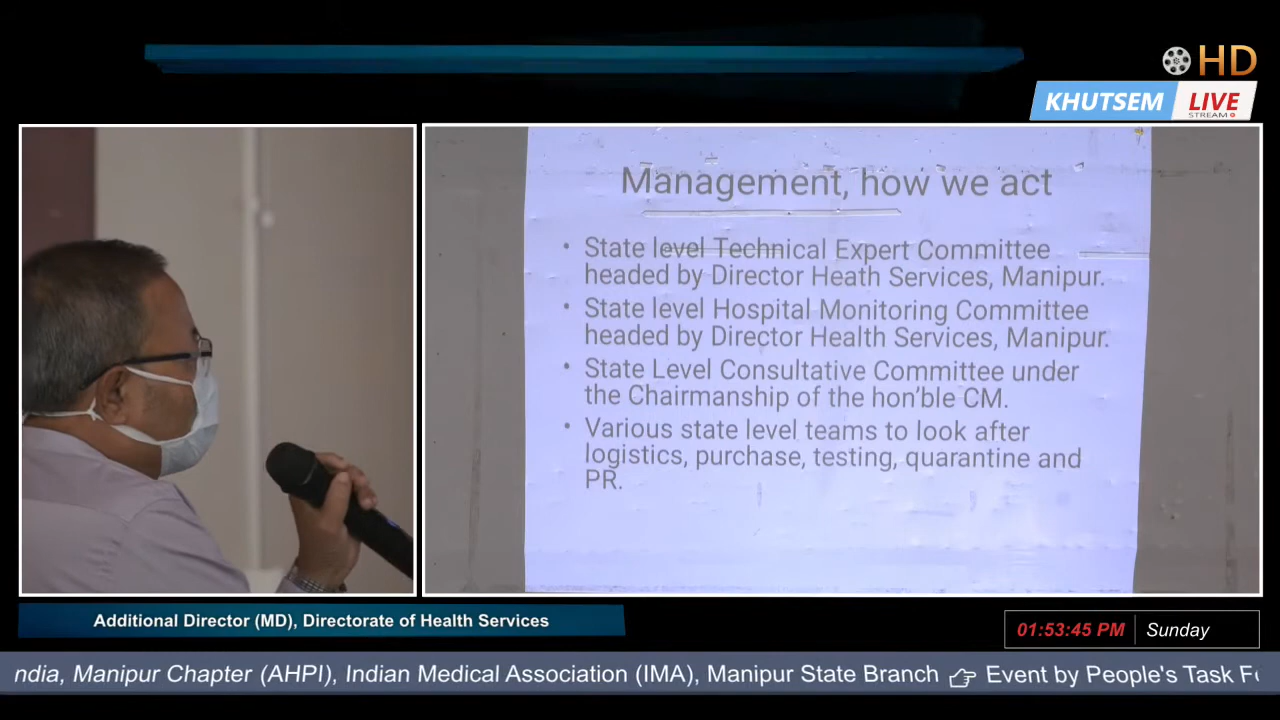 HD
KHUTSEM LIVE
STREAM
Management, how we act
• State level Technical Expert Committee
headed by Director Heath Services, Manipur.
• State level Hospital Monitoring Committee
headed by Director Health Services, Manipur.
• State Level Consultative Committee under
the Chairmanship of the hon'ble CM.
• Various state level teams to look after
logistics, purchase, testing, quarantine and
PR.
Additional Director (MD), Directorate of Health Services
01:53:45 PM Sunday
ndia, Manipur Chapter (AHPI), Indian Medical Association (IMA), Manipur State Branch Event by People's Task